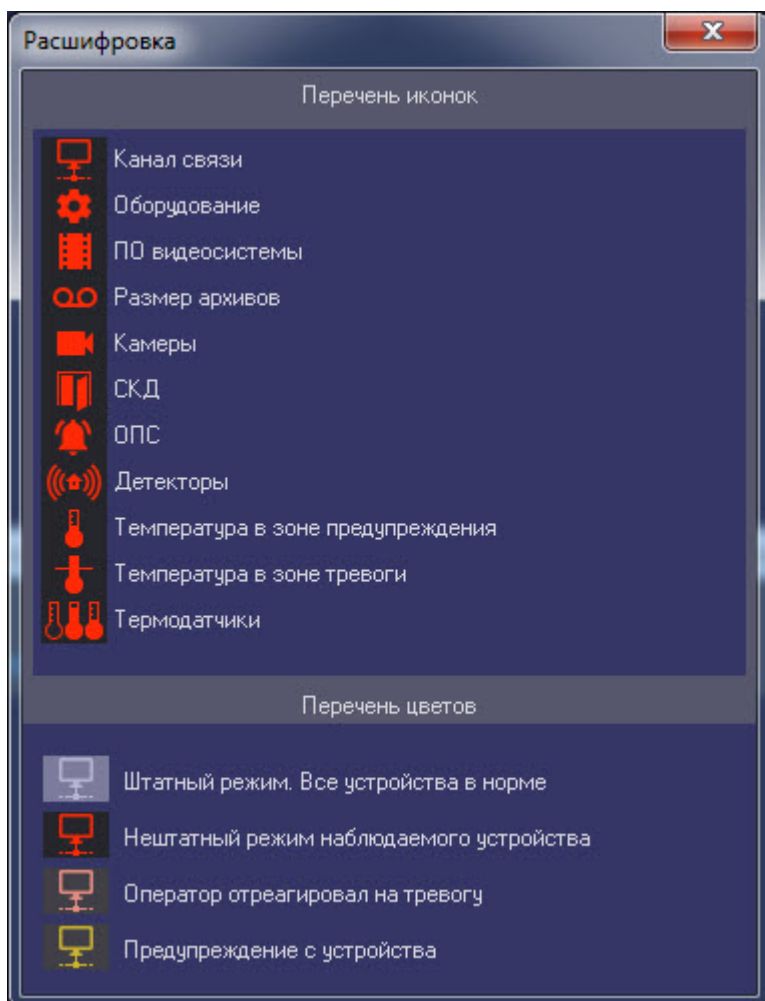 Расшифровка
Перечень иконок
Канал связи
Оборудование
ПО видеосистемы
Размер архивов
Камеры
СКД
ОПС
Детекторы
Температура в зоне предупреждения
Температура в зоне тревоги
Термодатчики
Перечень цветов
Штатный режим. Все устройства в норме
Нештатный режим наблюдаемого устройства
Оператор отреагировал на тревогу
Предупреждение с устройства